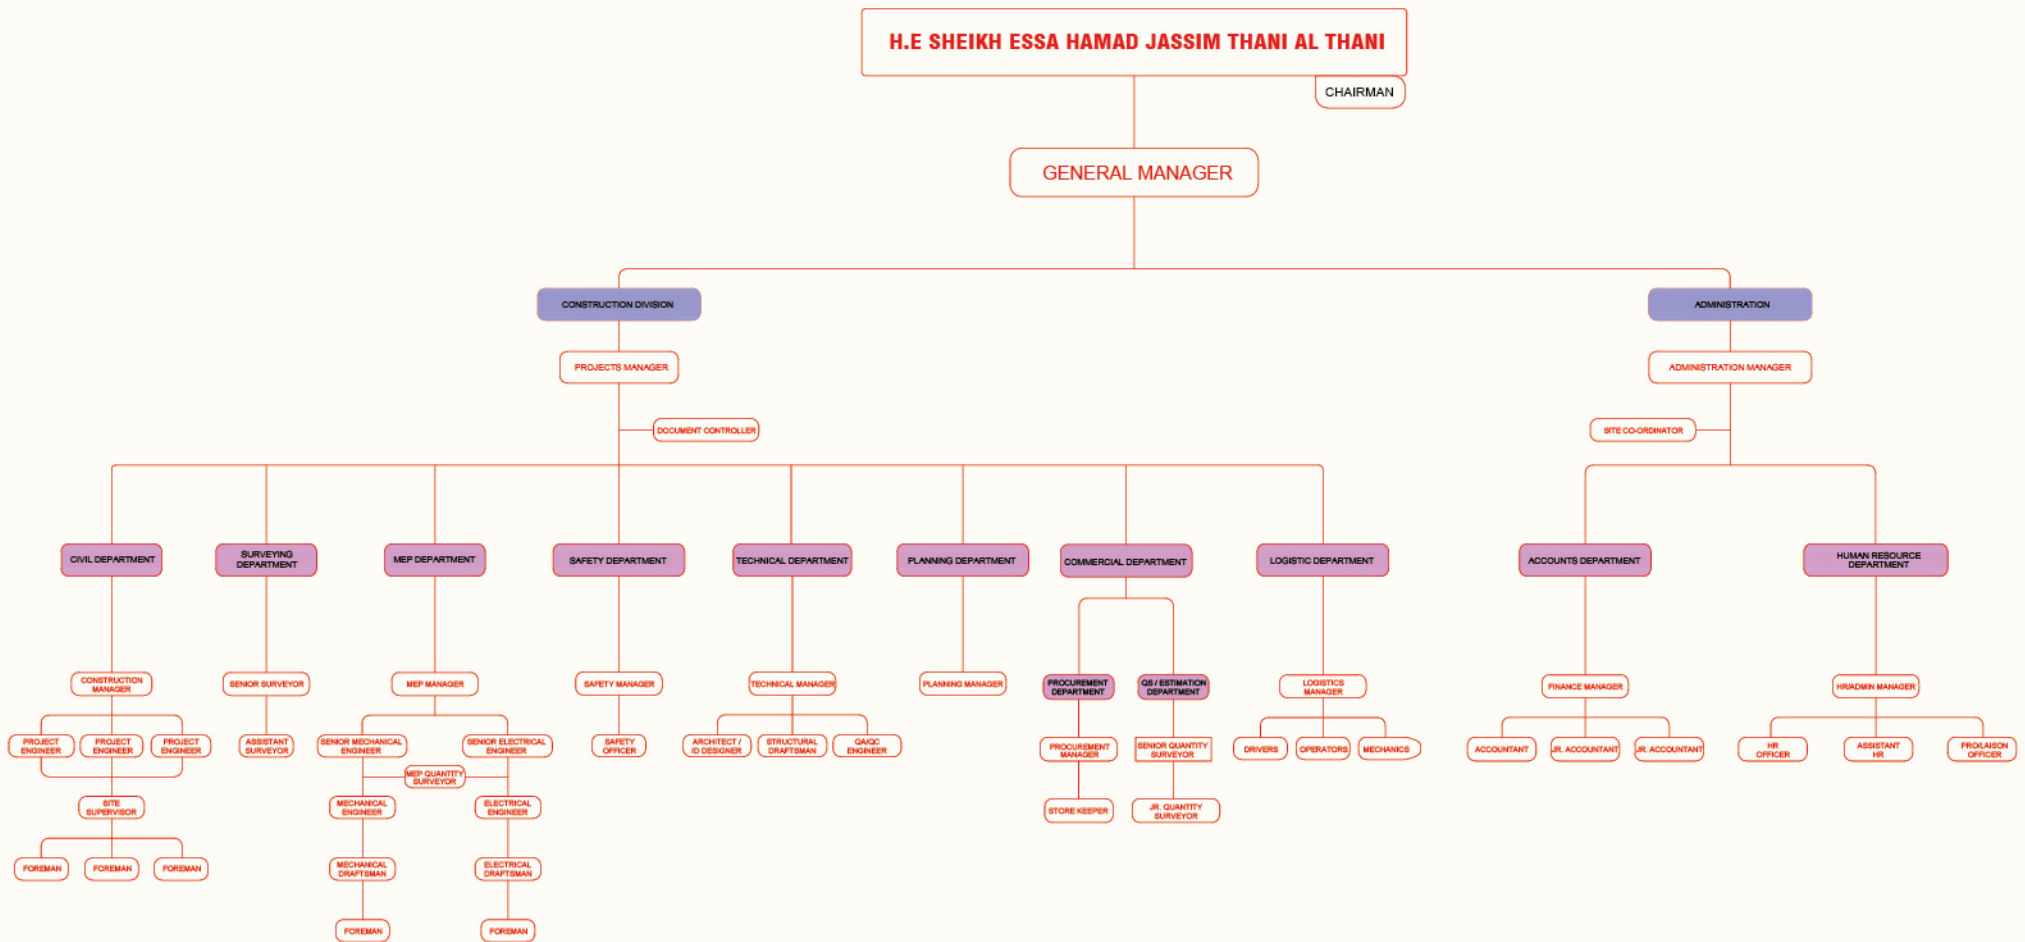 H.E SHEIKH ESSA HAMAD JASSIM THANI AL THANI
CHAIRMAN
GENERAL MANAGER
CONSTRUCTION DIVISION
ADMINISTRATION
PROJECTS MANAGER
ADMINISTRATION MANAGER
DOCUMENT CONTROLLER
SITE CO-ORDINATOR
CIVIL DEPARTMENT
SURVEYING
DEPARTMENT
MEP DEPARTMENT
SAFETY DEPARTMENT
TECHNICAL DEPARTMENT
PLANNING DEPARTMENT
COMMERCIAL DEPARTMENT
LOGISTIC DEPARTMENT
ACCOUNTS DEPARTMENT
HUMAN RESOURCE
DEPARTMENT
CONSTRUCTION
MANAGER
SENIOR SURVEYOR
MEP MANAGER
SAFETY MANAGER
TECHNICAL MANAGER
PLANNING MANAGER
PROCUREMENT
DEPARTMENT
QS / ESTIMATION
DEPARTMENT
LOGISTICS
MANAGER
FINANCE MANAGER
HR/ADMIN MANAGER
PROJECT
ENGINEER
PROJECT
ENGINEER
PROJECT
ENGINEER
ASSISTANT
SURVEYOR
SENIOR MECHANICAL
ENGINEER
SENIOR ELECTRICAL
ENGINEER
SAFETY
OFFICER
ARCHITECT /
ID DESIGNER
STRUCTURAL
DRAFTSMAN
QA/QC
ENGINEER
PROCUREMENT
MANAGER
SENIOR QUANTITY
SURVEYOR
DRIVERS
OPERATORS
MECHANICS
ACCOUNTANT
JR. ACCOUNTANT
JR. ACCOUNTANT
HR
OFFICER
ASSISTANT
HR
PRO/LAISON
OFFICER
MEP QUANTITY
SURVEYOR
SITE
SUPERVISOR
MECHANICAL
ENGINEER
ELECTRICAL
ENGINEER
STORE KEEPER
JR. QUANTITY
SURVEYOR
FOREMAN
FOREMAN
FOREMAN
MECHANICAL
DRAFTSMAN
ELECTRICAL
DRAFTSMAN
FOREMAN
FOREMAN